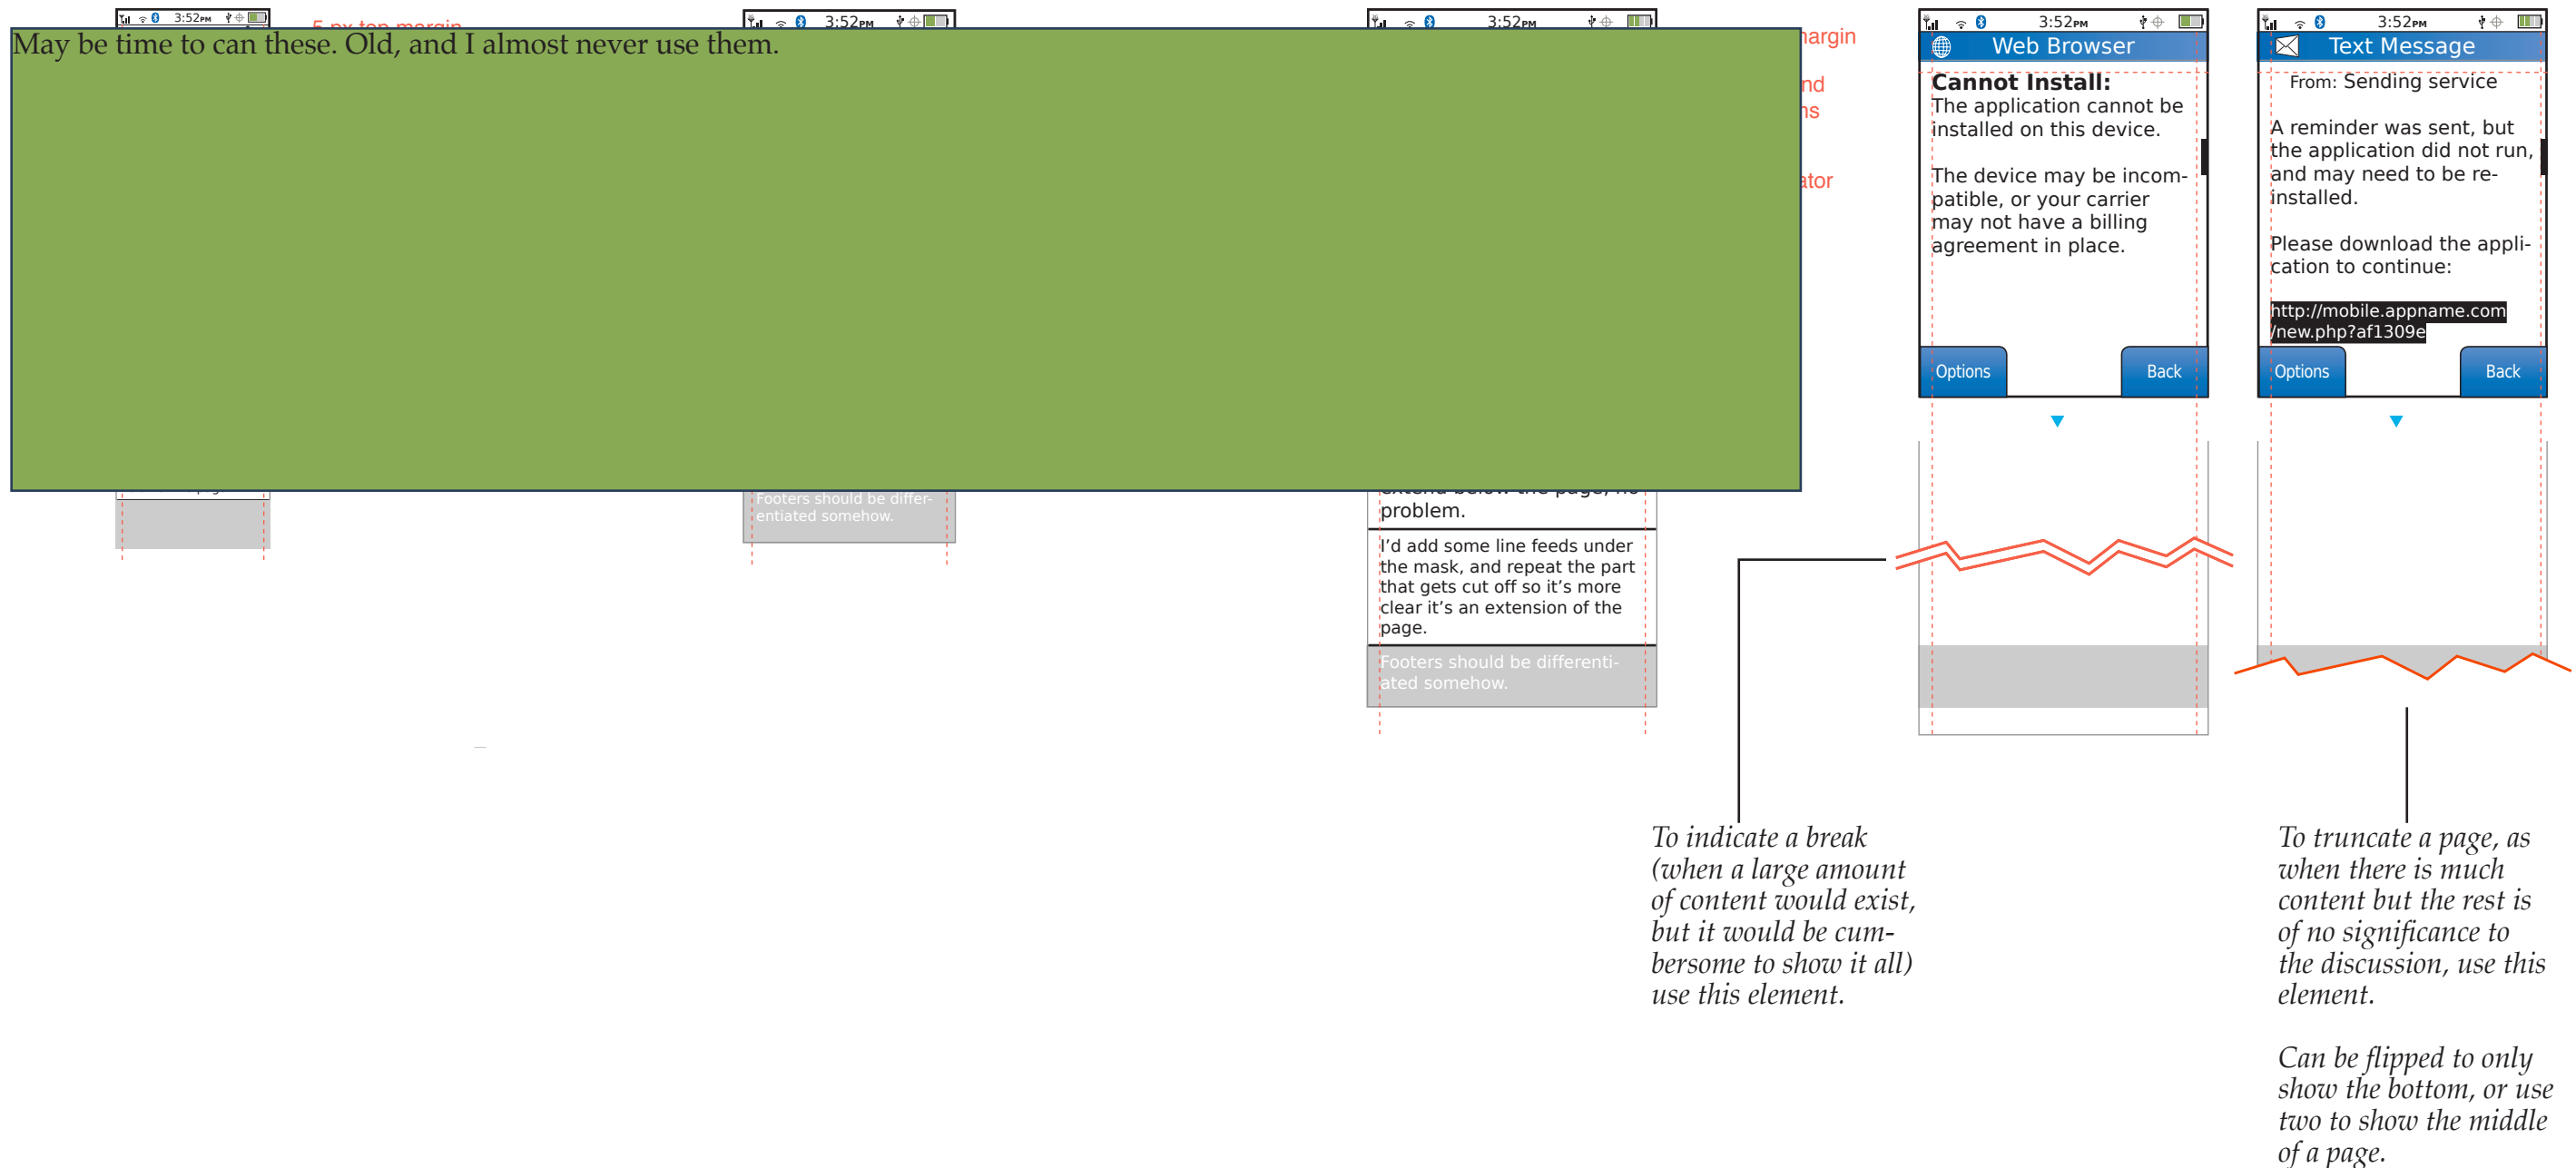 3:52PM
3:52PM
3:52PM
3:52PM
3:52PM
5 px top margin
May be time to can these. Old, and I almost never use them.
Footers should be differ-
entiated somehow.
extend below the page, no
problem.
I'd add some line feeds under
the mask, and repeat the part
that gets cut off so it's more
clear it's an extension of the
page.
Footers should be differenti-
ated somehow.
Web Browser
Cannot Install:
The application cannot be
installed on this device.
The device may be incom-
patible, or your carrier
may not have a billing
agreement in place.
Options
Back
Text Message
From: Sending service
A reminder was sent, but
the application did not run,
and may need to be re-
installed.
Please download the appli-
cation to continue:
http://mobile.appname.com
/new.php?af1309e
Options
Back
To indicate a break
(when a large amount
of content would exist,
but it would be cum-
bersome to show it all)
use this element.
To truncate a page, as
when there is much
content but the rest is
of no significance to
the discussion, use this
element.
Can be flipped to only
show the bottom, or use
two to show the middle
of a page.